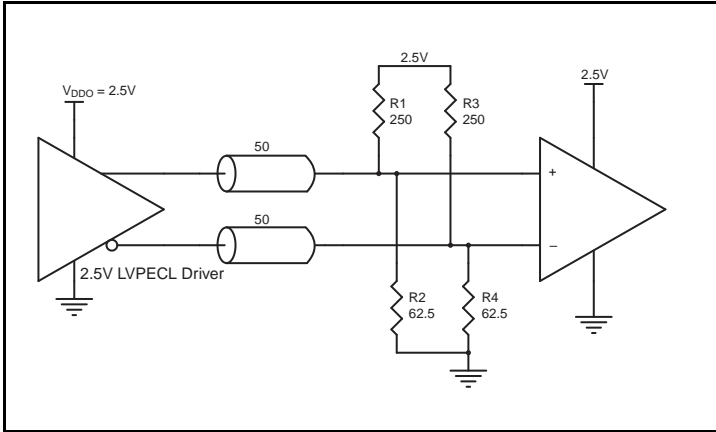 2.5V
2.5V
VDDO = 2.5V
R1
250
R3
250
50
+
50
–
2.5V LVPECL Driver
R2
62.5
R4
62.5